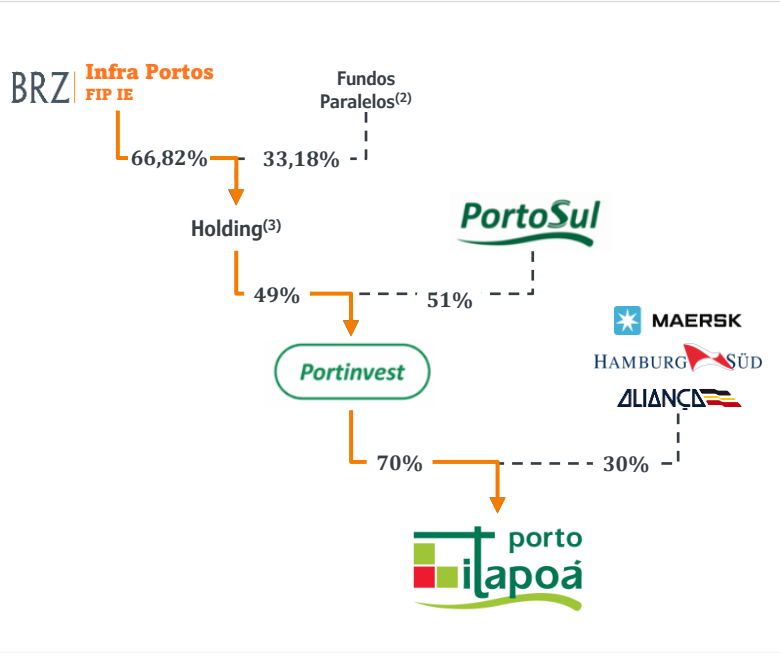 BRZ
Infra Portos
FIP IE
Fundos
Paralelos(2)
66,82%
33,18%
Holding(3)
PortoSul
49%
51%
MAERSK
HAMBURG SÜD
Portinvest
ALIANÇA
70%
30%
porto
itapoá